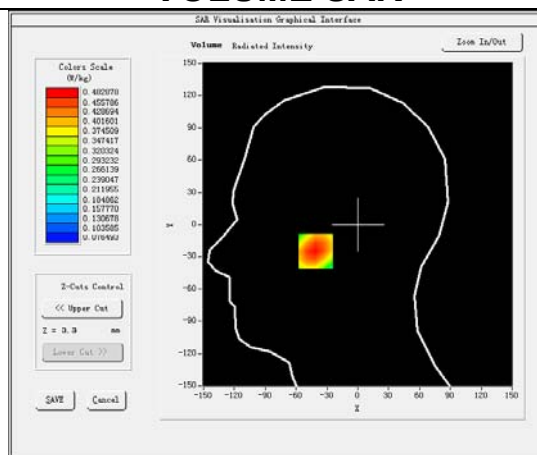 VOLUME SAR
SAR Visualisation Graphical Interface
Volume Radiated Intensity
Zoom In/Out
Colors Scale
(W/kg)
0.482878
0.455786
0.428694
0.401601
0.374509
0.347417
0.320324
0.293232
0.266139
0.239047
0.211955
0.184862
0.157770
0.130678
0.103585
0.076493
Z-Cuts Control
<< Upper Cut
Z = 3.3 mm
Lower Cut >>
SAVE Cancel
150-
120-
90-
60-
30-
Y 0-
-30-
-60-
-90-
-120-
-150-
-150 -120 -90 -60 -30 0 30 60 90 120 150
X